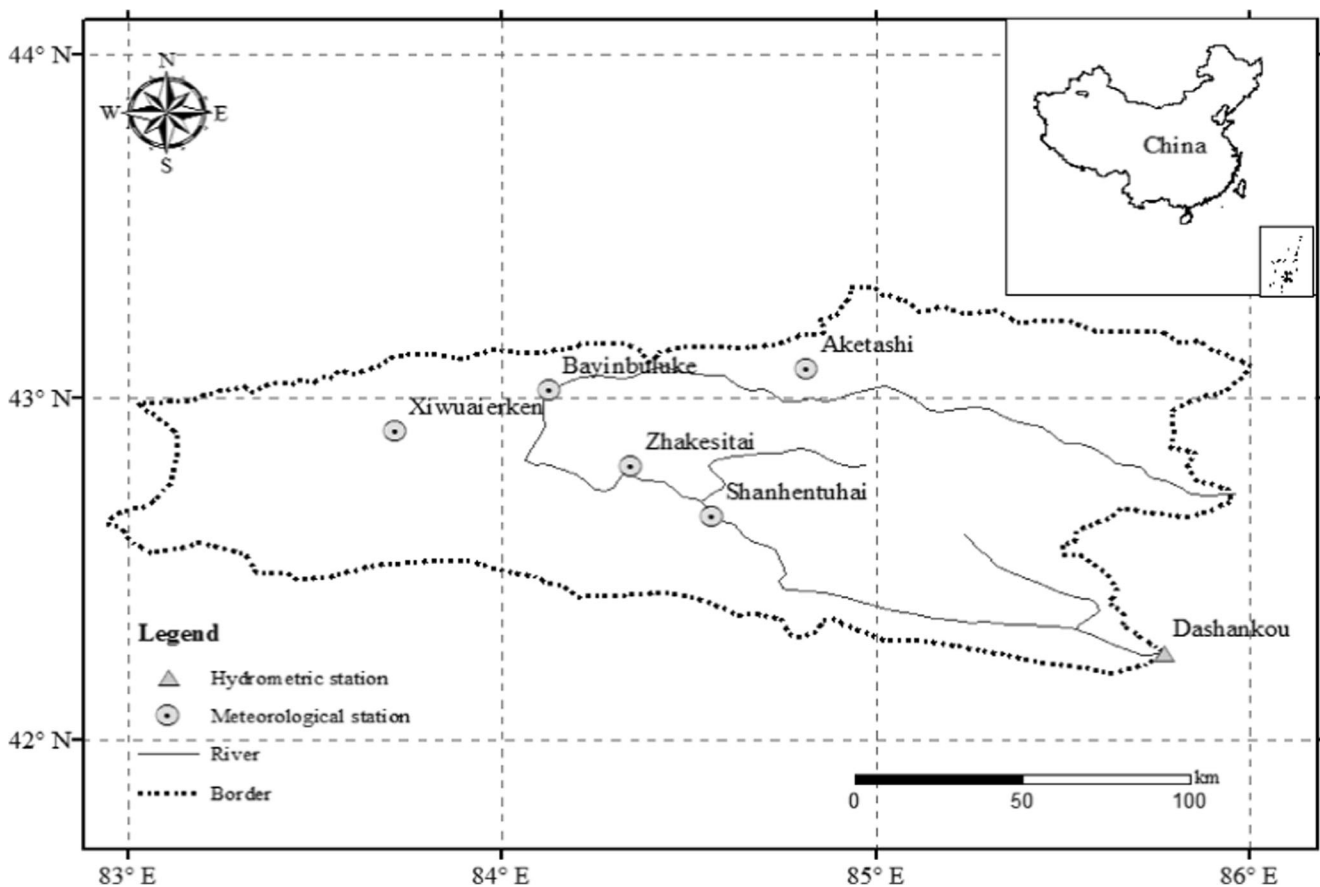 44° N
N
W
E
S
China
Aketashi
Bayinbuluke
43° N
Xiwuaierken
Zhakesitai
Shanhentuhai
Dashankou
Legend
Hydrometric station
Meteorological station
42° N
River
km
Border
0
50
100
83° E
84° E
85° E
86° E